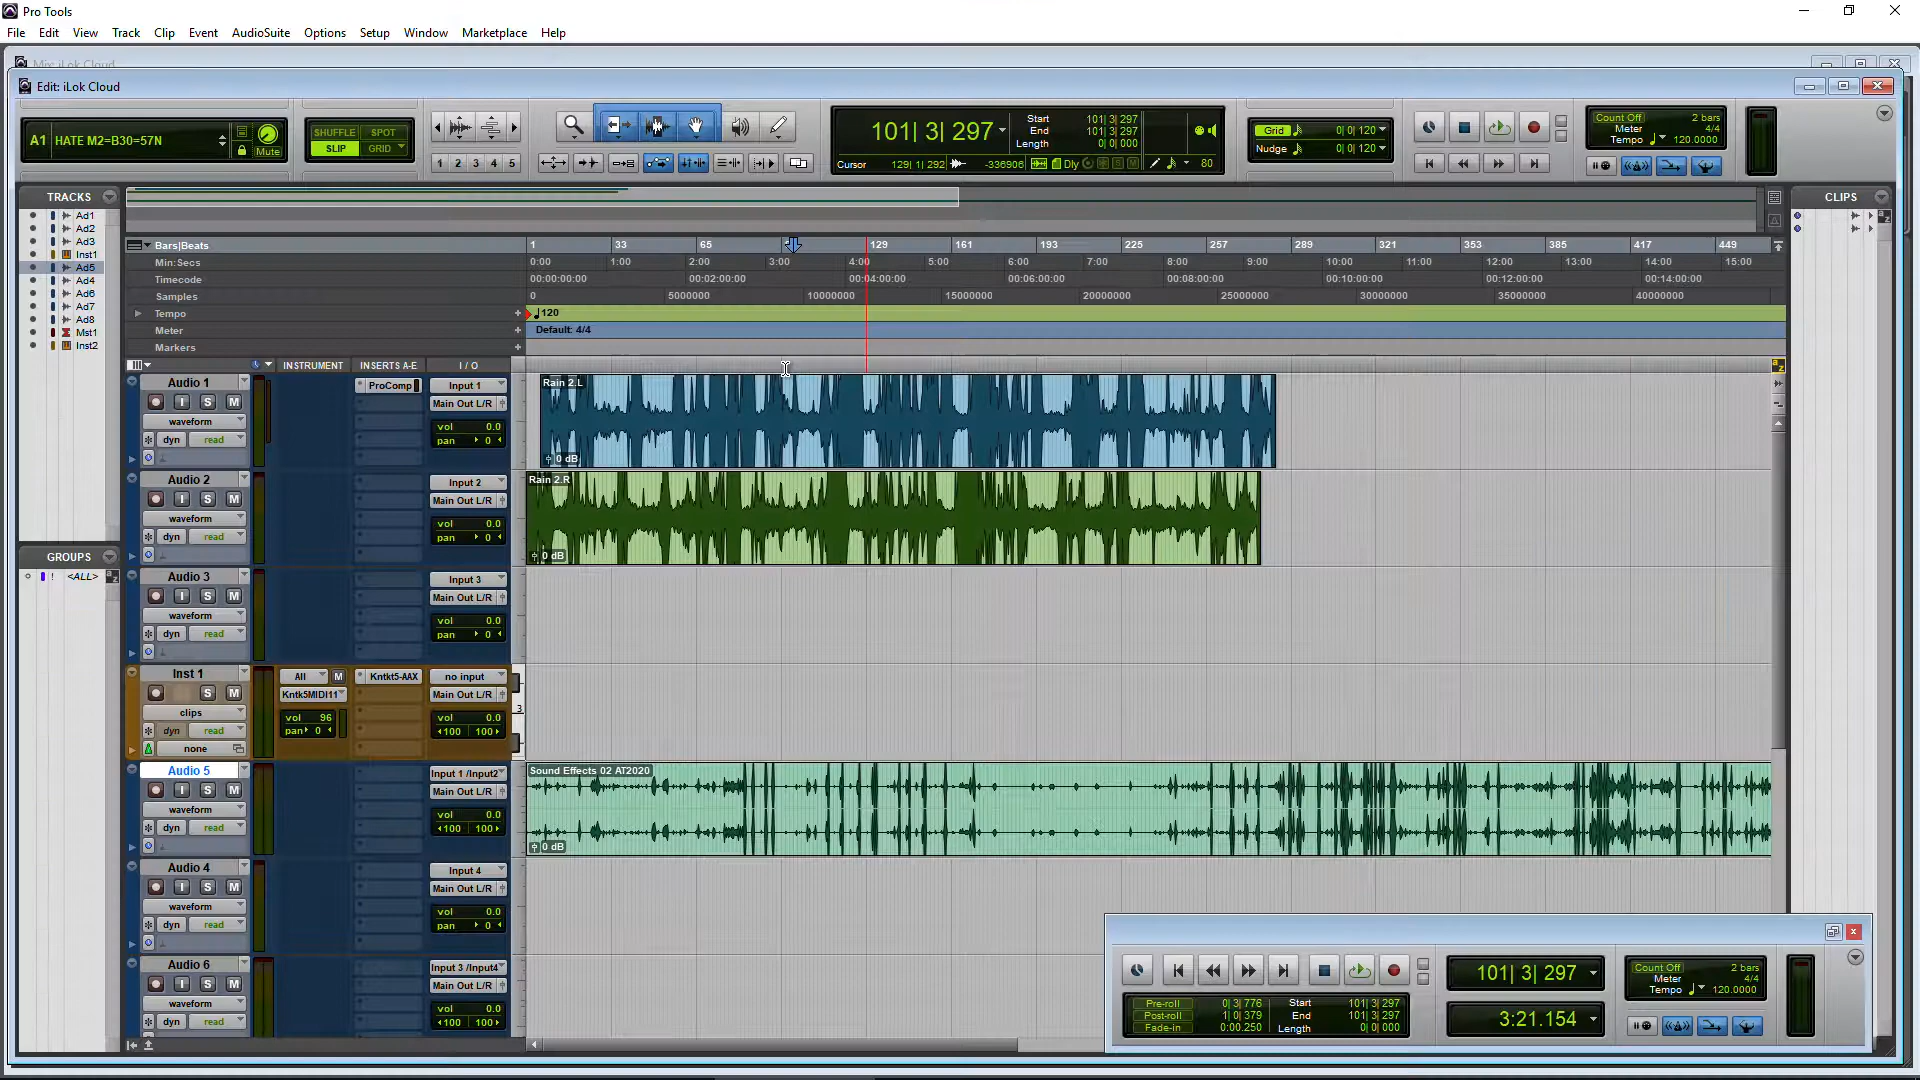 Pro Tools
File Edit View Track Clip Event AudioSuite Options Setup Window Marketplace Help
Mix: iLok Cloud
Edit: iLok Cloud
A1 HATE M2=B30=57N
Mute
SHUFFLE SPOT
SLIP GRID
1 2 3 4 5
101| 3| 297
Start 101| 3| 297
End 101| 3| 297
Length 0| 0| 000
Cursor 129| 1| 292 -336906 Dly S M 80
Grid 0| 0| 120
Nudge 0| 0| 120
Count Off 2 bars
Meter 4/4
Tempo 120.0000
TRACKS
Ad1
Ad2
Ad3
Inst1
Ad5
Ad4
Ad6
Ad7
Ad8
Mst1
Inst2
GROUPS
! <ALL>
a z
CLIPS
a z
Bars|Beats 1 33 65 129 161 193 225 257 289 321 353 385 417 449
Min:Secs 0:00 1:00 2:00 3:00 4:00 5:00 6:00 7:00 8:00 9:00 10:00 11:00 12:00 13:00 14:00 15:00
Timecode 00:00:00:00 00:02:00:00 00:04:00:00 00:06:00:00 00:08:00:00 00:10:00:00 00:12:00:00 00:14:00:00
Samples 0 5000000 10000000 15000000 20000000 25000000 30000000 35000000 40000000
Tempo + 120
Meter + Default: 4/4
Markers +
INSTRUMENT INSERTS A-E I / O
a z
Audio 1
I S M
waveform
dyn read
ProComp
Input 1
Main Out L/R
vol 0.0
pan 0
Rain 2.L
0 dB
Audio 2
I S M
waveform
dyn read
Input 2
Main Out L/R
vol 0.0
pan 0
Rain 2.R
0 dB
Audio 3
I S M
waveform
dyn read
Input 3
Main Out L/R
vol 0.0
pan 0
Inst 1
S M
clips
dyn read
none
All M
Kntk5MIDI11
vol 96
pan 0
Kntkt5-AAX
no input
Main Out L/R
vol 0.0
100 100
3
Audio 5
I S M
waveform
dyn read
Input 1 /Input2
Main Out L/R
vol 0.0
100 100
Sound Effects 02 AT2020
0 dB
Audio 4
I S M
waveform
dyn read
Input 4
Main Out L/R
vol 0.0
pan 0
Audio 6
I S M
waveform
dyn read
Input 3 /Input4
Main Out L/R
vol 0.0
100 100
Pre-roll 0| 3| 776
Post-roll 1| 0| 379
Fade-in 0:00.250
Start 101| 3| 297
End 101| 3| 297
Length 0| 0| 000
101| 3| 297
3:21.154
Count Off 2 bars
Meter 4/4
Tempo 120.0000